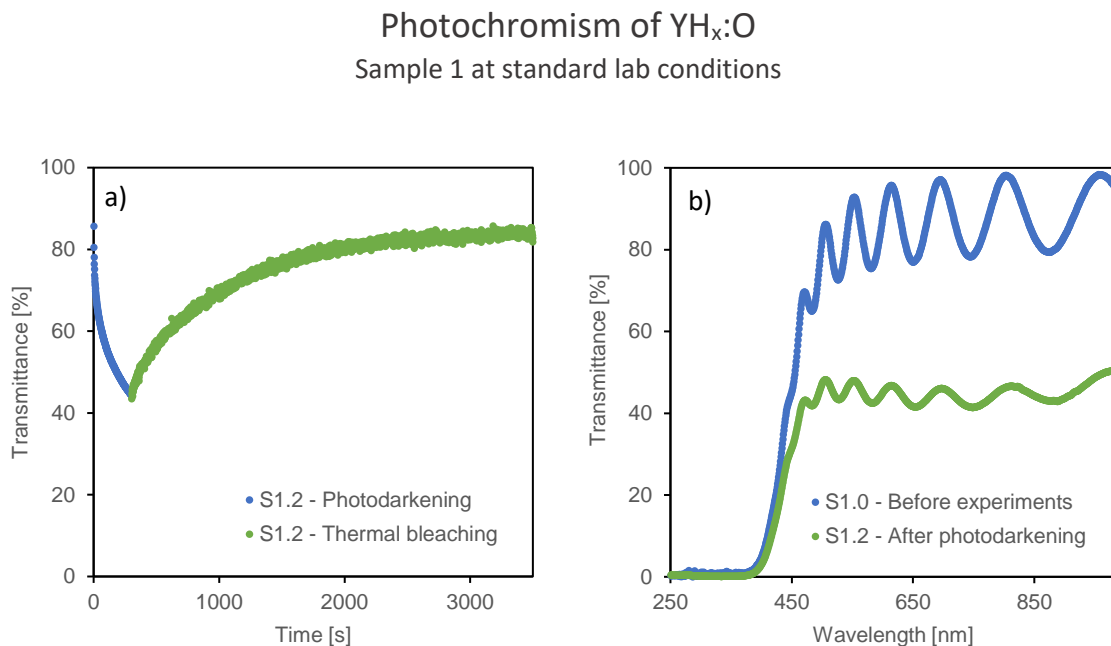 Photochromism of YHₓ:O
Sample 1 at standard lab conditions
a)
100
80
60
40
20
0
Transmittance [%]
S1.2 - Photodarkening
S1.2 - Thermal bleaching
0 1000 2000 3000
Time [s]
b)
100
80
60
40
20
0
Transmittance [%]
S1.0 - Before experiments
S1.2 - After photodarkening
250 450 650 850
Wavelength [nm]